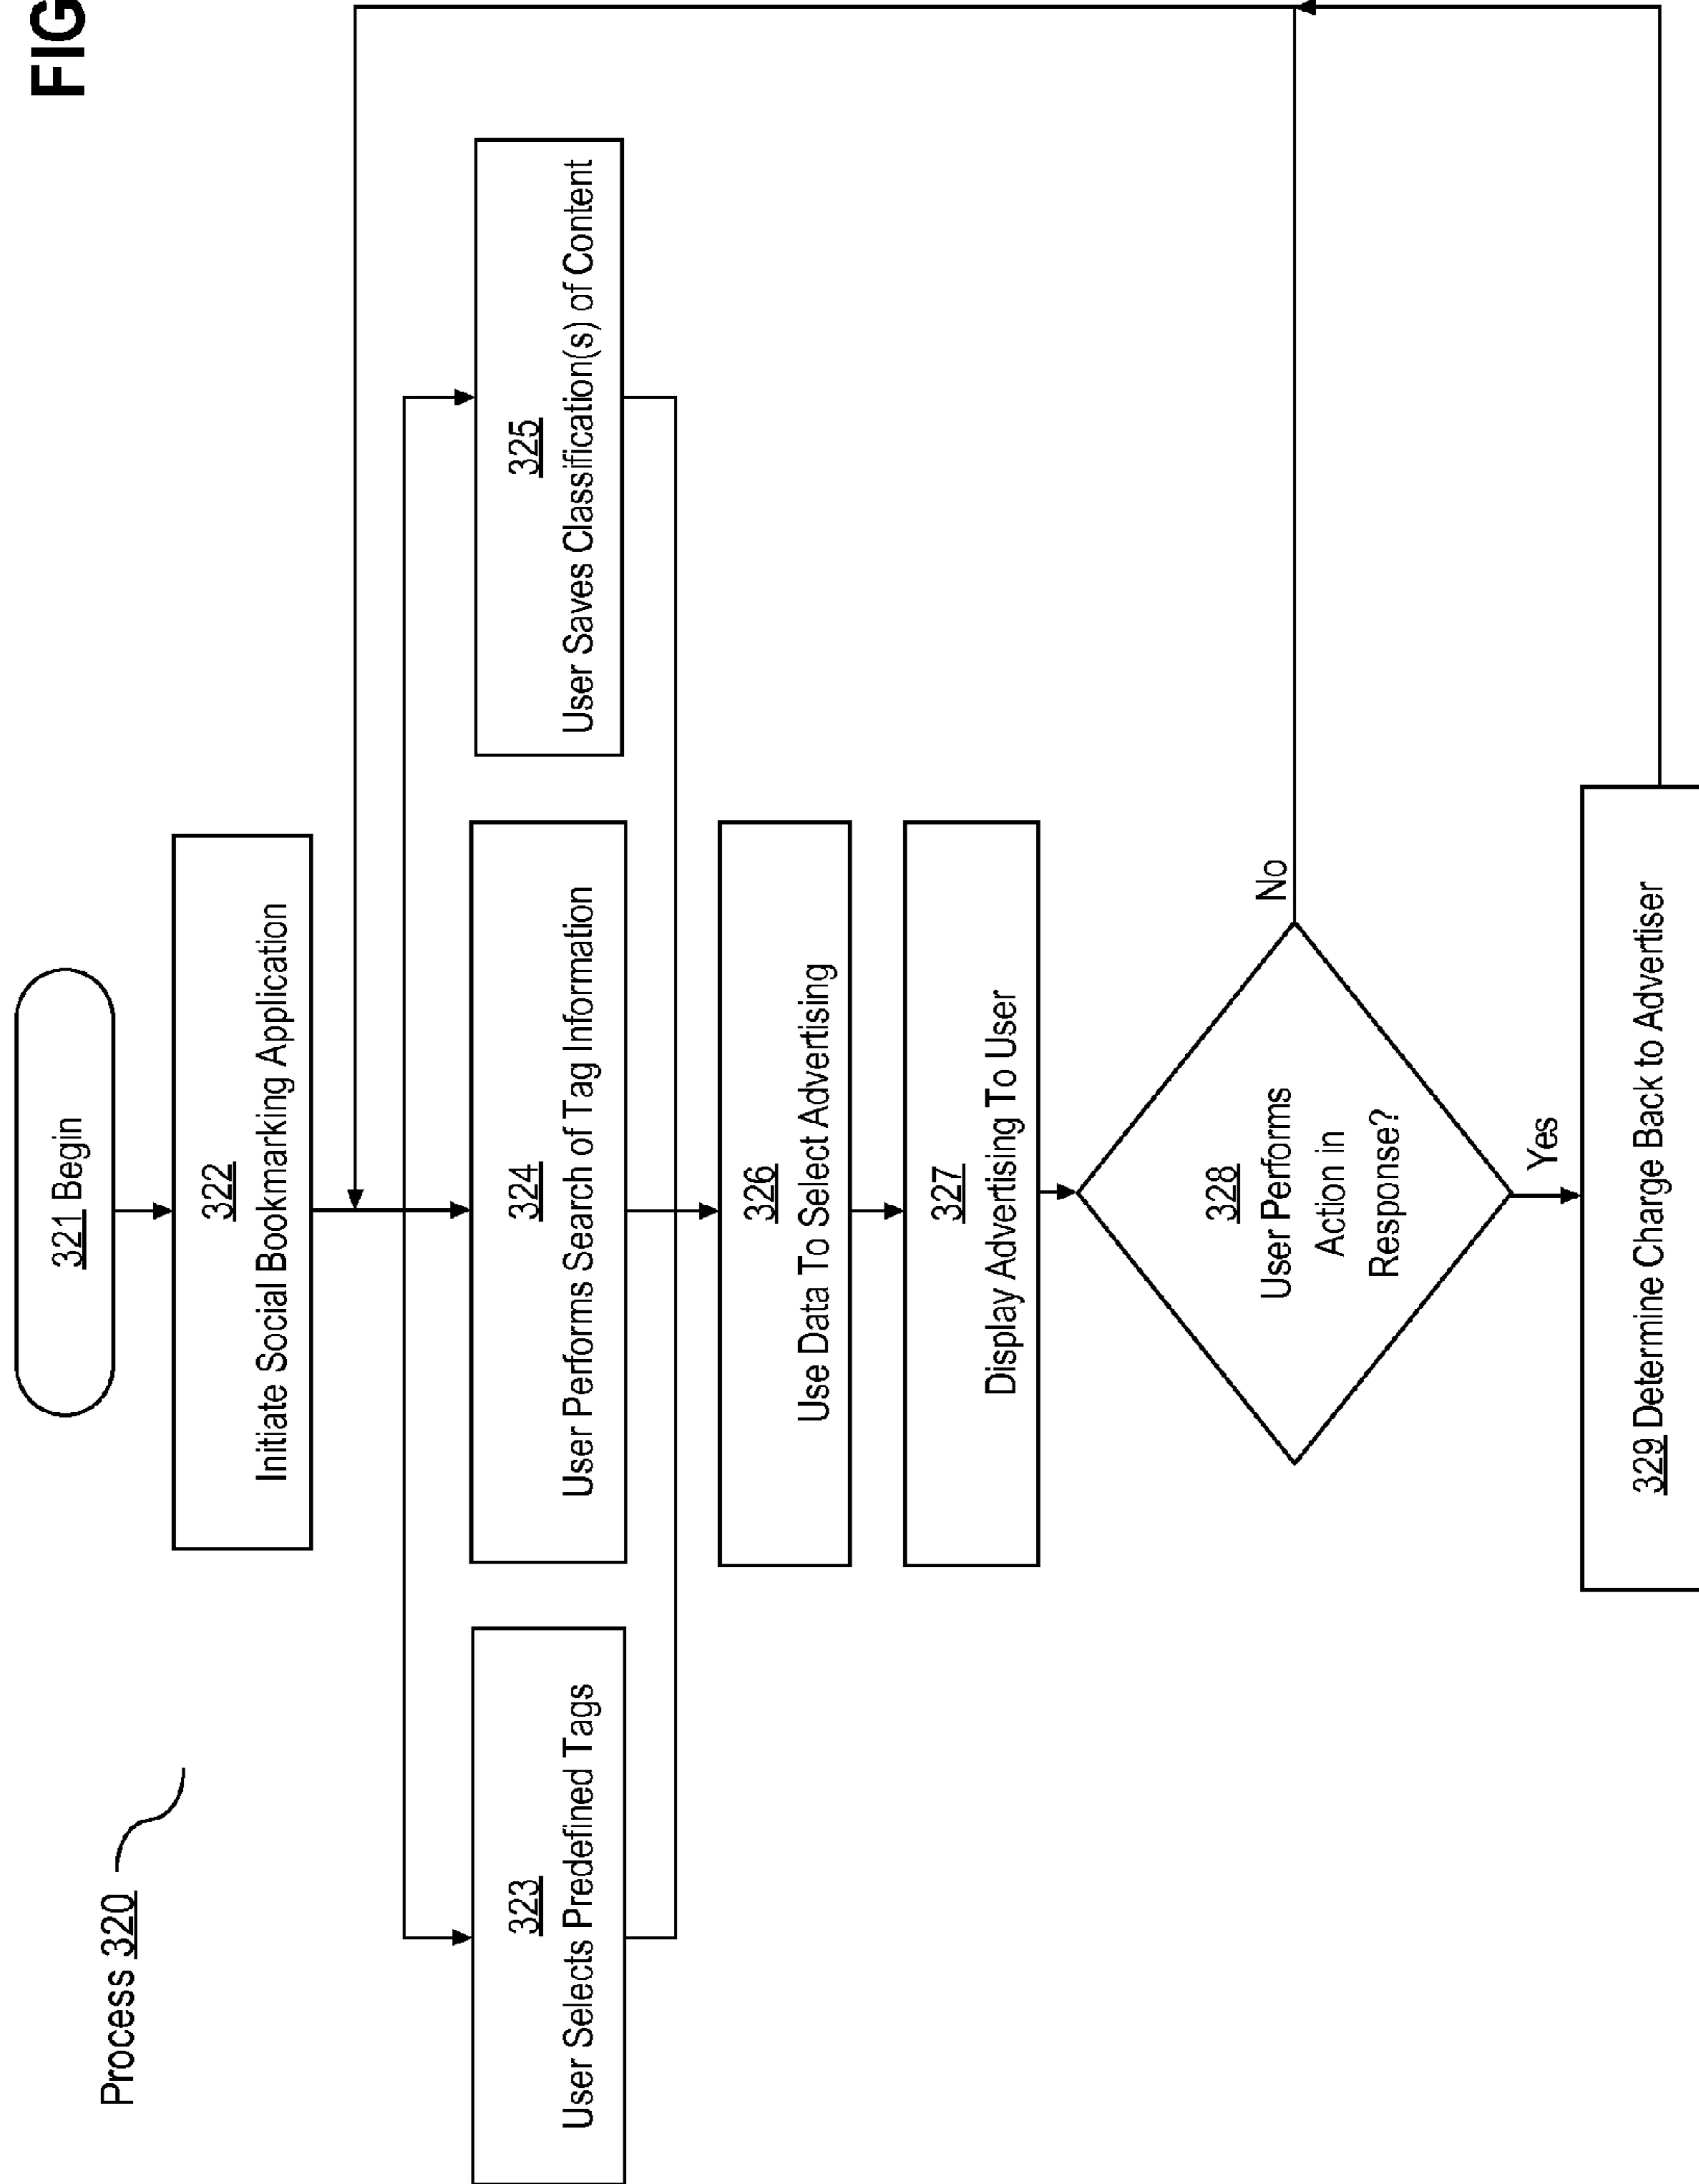 FIG
Process 320
321 Begin
322
Initiate Social Bookmarking Application
323
User Selects Predefined Tags
324
User Performs Search of Tag Information
325
User Saves Classification(s) of Content
326
Use Data To Select Advertising
327
Display Advertising To User
328
User Performs
Action in
Response?
No
Yes
329 Determine Charge Back to Advertiser